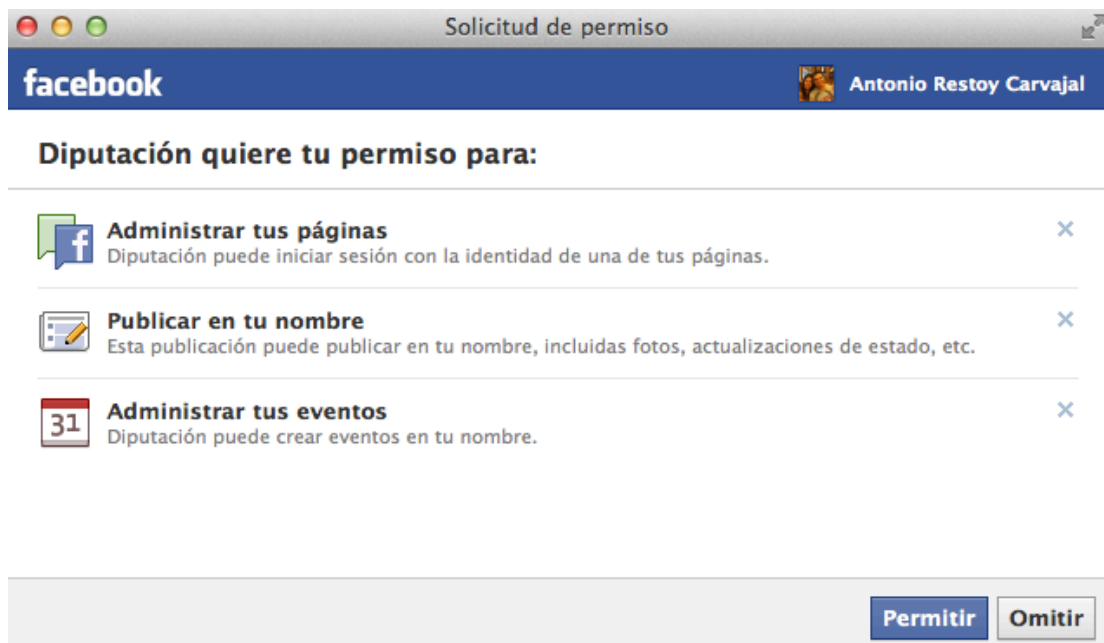 Solicitud de permiso
facebook
Antonio Restoy Carvajal
Diputación quiere tu permiso para:
Administrar tus páginas
Diputación puede iniciar sesión con la identidad de una de tus páginas.
Publicar en tu nombre
Esta publicación puede publicar en tu nombre, incluidas fotos, actualizaciones de estado, etc.
31
Administrar tus eventos
Diputación puede crear eventos en tu nombre.
Permitir
Omitir